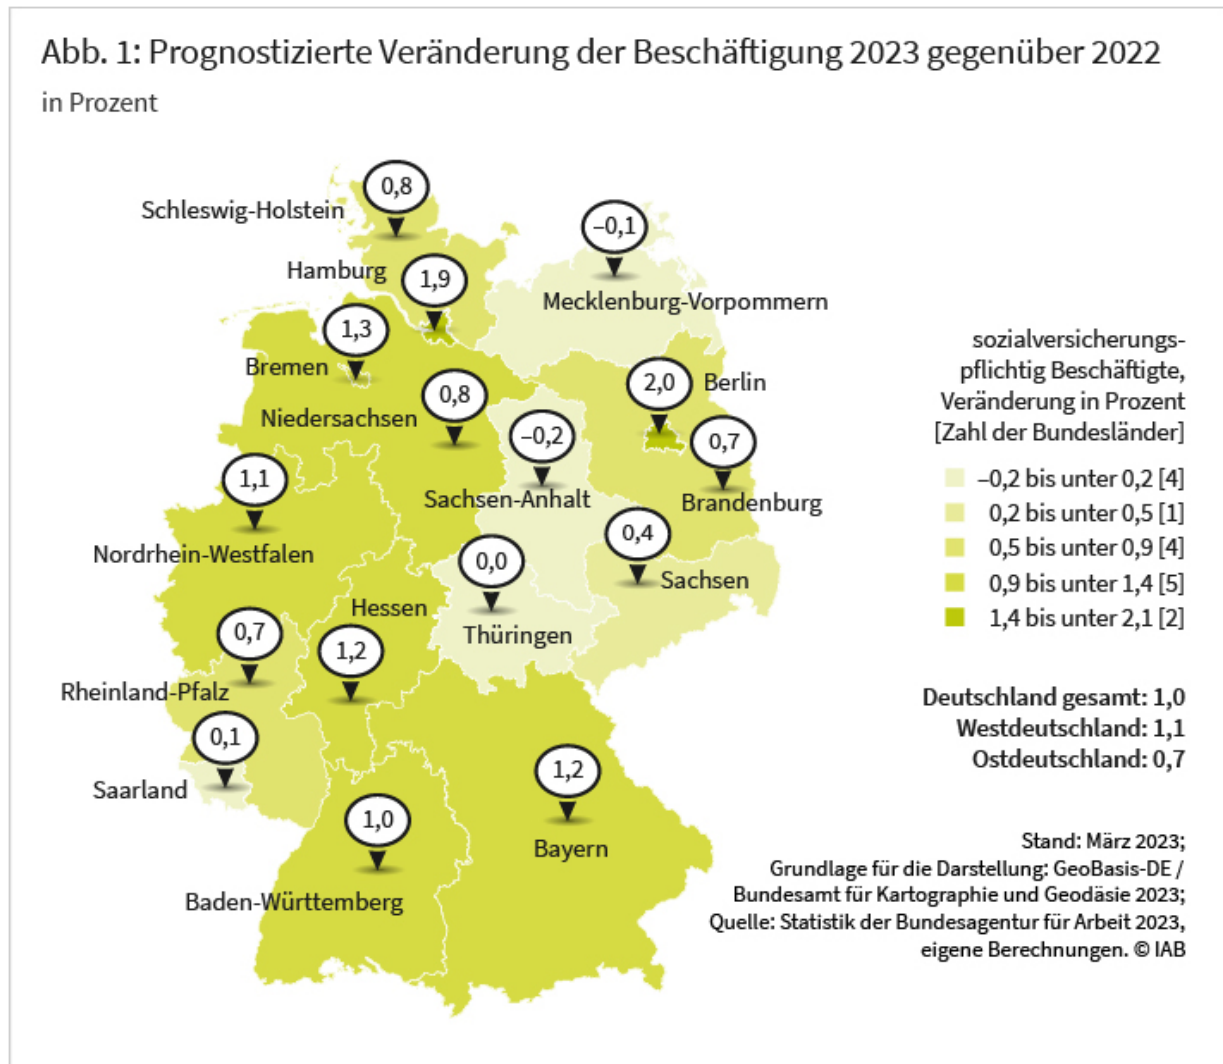 Abb. 1: Prognostizierte Veränderung der Beschäftigung 2023 gegenüber 2022
in Prozent
0,8
Schleswig-Holstein
–0,1
Hamburg
1,9
Mecklenburg-Vorpommern
1,3
Bremen
2,0
Berlin
0,8
Niedersachsen
–0,2
0,7
1,1
Sachsen-Anhalt
Brandenburg
0,4
Nordrhein-Westfalen
0,0
Sachsen
Hessen
0,7
Thüringen
1,2
Rheinland-Pfalz
0,1
1,2
Saarland
1,0
Bayern
Baden-Württemberg
sozialversicherungs-
pflichtig Beschäftigte,
Veränderung in Prozent
[Zahl der Bundesländer]
–0,2 bis unter 0,2 [4]
0,2 bis unter 0,5 [1]
0,5 bis unter 0,9 [4]
0,9 bis unter 1,4 [5]
1,4 bis unter 2,1 [2]
Deutschland gesamt: 1,0
Westdeutschland: 1,1
Ostdeutschland: 0,7
Stand: März 2023;
Grundlage für die Darstellung: GeoBasis-DE /
Bundesamt für Kartographie und Geodäsie 2023;
Quelle: Statistik der Bundesagentur für Arbeit 2023,
eigene Berechnungen. © IAB